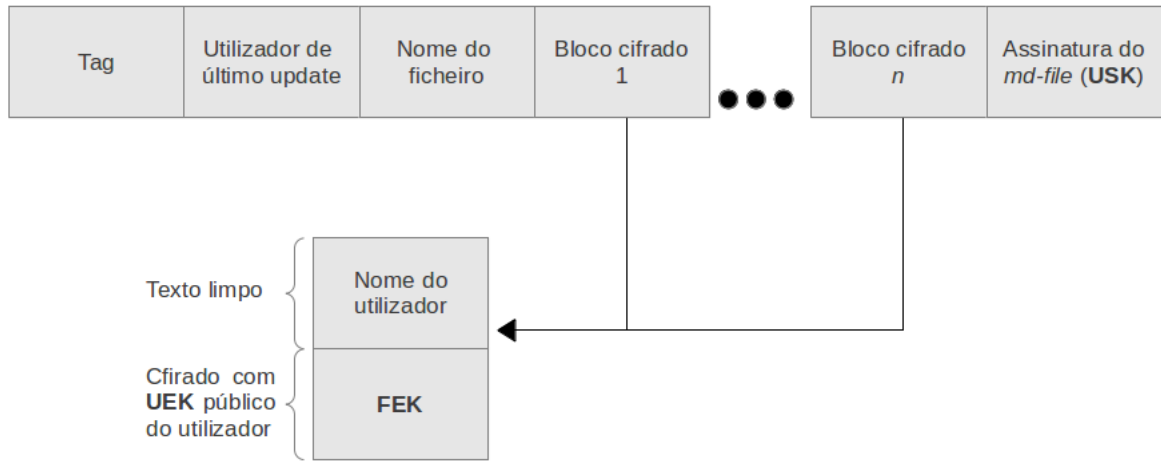 Tag
Utilizador de
último update
Nome do
ficheiro
Bloco cifrado
1
Bloco cifrado
n
Assinatura do
md-file (USK)
Texto limpo
Nome do
utilizador
Cfirado com
UEK público
do utilizador
FEK